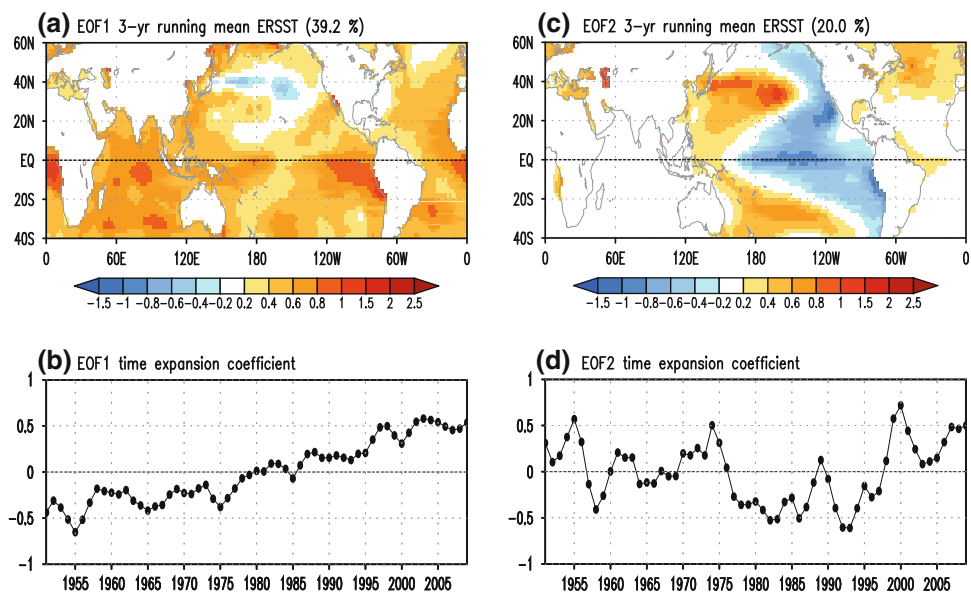 (a) EOF1 3-yr running mean ERSST (39.2 %)
60N
40N
20N
EQ
20S
40S
0 60E 120E 180 120W 60W 0
-1.5 -1 -0.8 -0.6 -0.4 -0.2 0.2 0.4 0.6 0.8 1 1.5 2 2.5
(c) EOF2 3-yr running mean ERSST (20.0 %)
60N
40N
20N
EQ
20S
40S
0 60E 120E 180 120W 60W 0
-1.5 -1 -0.8 -0.6 -0.4 -0.2 0.2 0.4 0.6 0.8 1 1.5 2 2.5
(b) EOF1 time expansion coefficient
1
0.5
0
-0.5
-1
1955 1960 1965 1970 1975 1980 1985 1990 1995 2000 2005
(d) EOF2 time expansion coefficient
1
0.5
0
-0.5
-1
1955 1960 1965 1970 1975 1980 1985 1990 1995 2000 2005